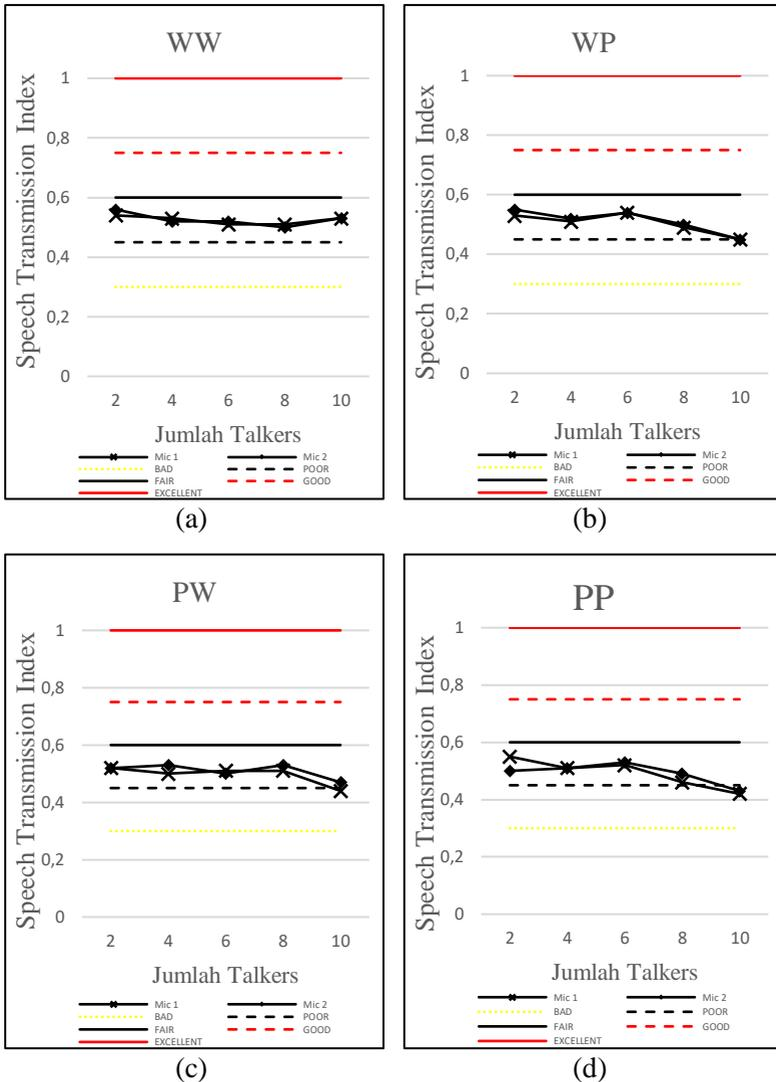 WW
Speech Transmission Index
1
0,8
0,6
0,4
0,2
0
2 4 6 8 10
Jumlah Talkers
Mic 1 Mic 2
BAD POOR
FAIR GOOD
EXCELLENT
(a)
WP
Speech Transmission Index
1
0,8
0,6
0,4
0,2
0
2 4 6 8 10
Jumlah Talkers
Mic 1 Mic 2
BAD POOR
FAIR GOOD
EXCELLENT
(b)
PW
Speech Transmission Index
1
0,8
0,6
0,4
0,2
0
2 4 6 8 10
Jumlah Talkers
Mic 1 Mic 2
BAD POOR
FAIR GOOD
EXCELLENT
(c)
PP
Speech Transmission Index
1
0,8
0,6
0,4
0,2
0
2 4 6 8 10
Jumlah Talkers
Mic 1 Mic 2
BAD POOR
FAIR GOOD
EXCELLENT
(d)